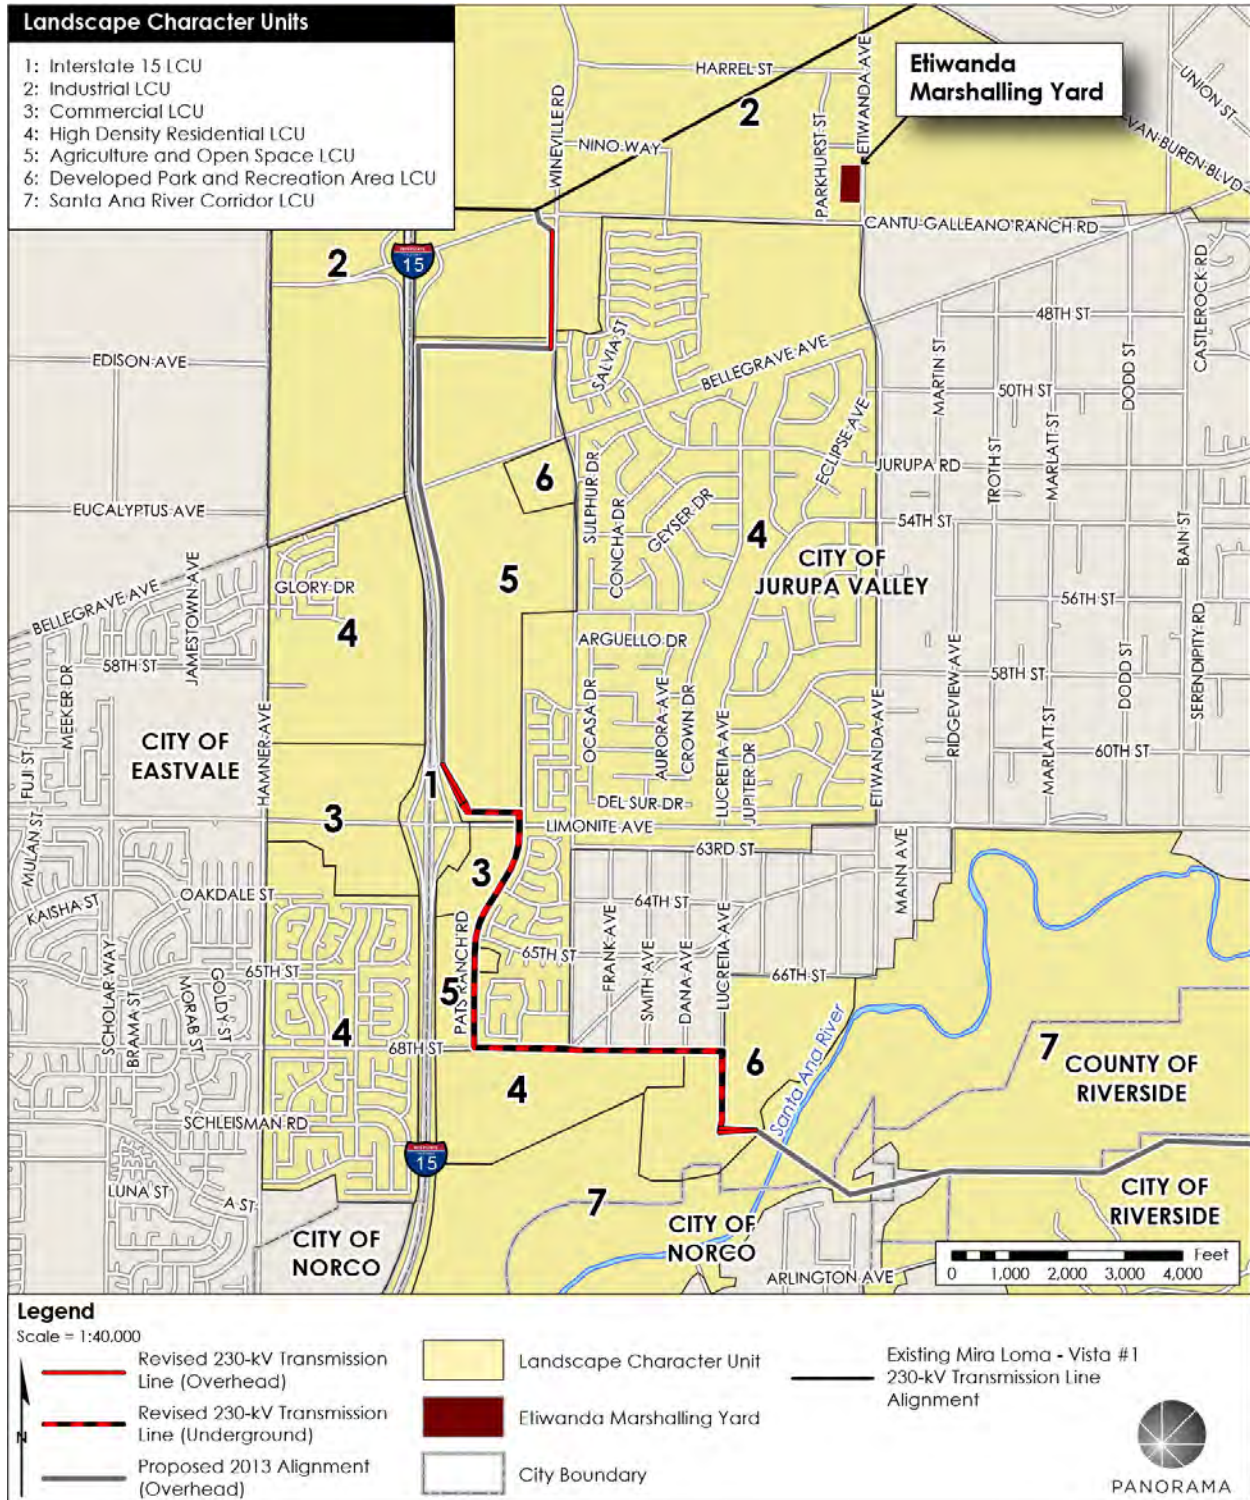 Landscape Character Units
1: Interstate 15 LCU
2: Industrial LCU
3: Commercial LCU
4: High Density Residential LCU
5: Agriculture and Open Space LCU
6: Developed Park and Recreation Area LCU
7: Santa Ana River Corridor LCU
HARREL ST
2
ETIWANDA AVE
Etiwanda
Marshalling Yard
UNION ST
VAN BUREN BLVD
WINEVILLE RD
NINO WAY
PARKHURST ST
CANTU-GALLEANO RANCH RD
2
15
CASTLEROCK RD
48TH ST
EDISON AVE
SALVIA ST
BELLEGRAVE AVE
MARTIN ST
DODD ST
50TH ST
ECLIPSE AVE
JURUPA RD
TROTH ST
MARLATT ST
6
SULPHUR DR
CONCHA DR
GEYSER DR
EUCALYPTUS AVE
54TH ST
BAIN ST
4
CITY OF
JURUPA VALLEY
5
GLORY DR
JAMESTOWN AVE
BELLEGRAVE AVE
56TH ST
4
ARGUELLO DR
SERENDIPITY RD
58TH ST
MEEKER DR
RIDGEVIEW AVE
58TH ST
DODD ST
OCASA DR
AURORA AVE
CROWN DR
LUCRETIA AVE
JUPITER DR
ETIWANDA AVE
MARLATT ST
HAMNER AVE
CITY OF
EASTVALE
FUJI ST
60TH ST
1
DEL SUR DR
3
LIMONITE AVE
MULAN ST
63RD ST
MANN AVE
3
OAKDALE ST
KAISHA ST
64TH ST
PATS RANCH RD
65TH ST
FRANK AVE
SMITH AVE
DANA AVE
LUCRETIA AVE
65TH ST
66TH ST
SCHOLAR WAY
BRAMA ST
MORAB ST
GOLDY ST
5
4
68TH ST
6
Santa Ana River
7
COUNTY OF
RIVERSIDE
4
SCHLEISMAN RD
15
LUNA ST
A ST
7
CITY OF
NORCO
CITY OF
NORCO
CITY OF
RIVERSIDE
ARLINGTON AVE
Feet
0 1,000 2,000 3,000 4,000
Legend
Scale = 1:40,000
N
Revised 230-kV Transmission
Line (Overhead)
Revised 230-kV Transmission
Line (Underground)
Proposed 2013 Alignment
(Overhead)
Landscape Character Unit
Etiwanda Marshalling Yard
City Boundary
Existing Mira Loma - Vista #1
230-kV Transmission Line
Alignment
PANORAMA